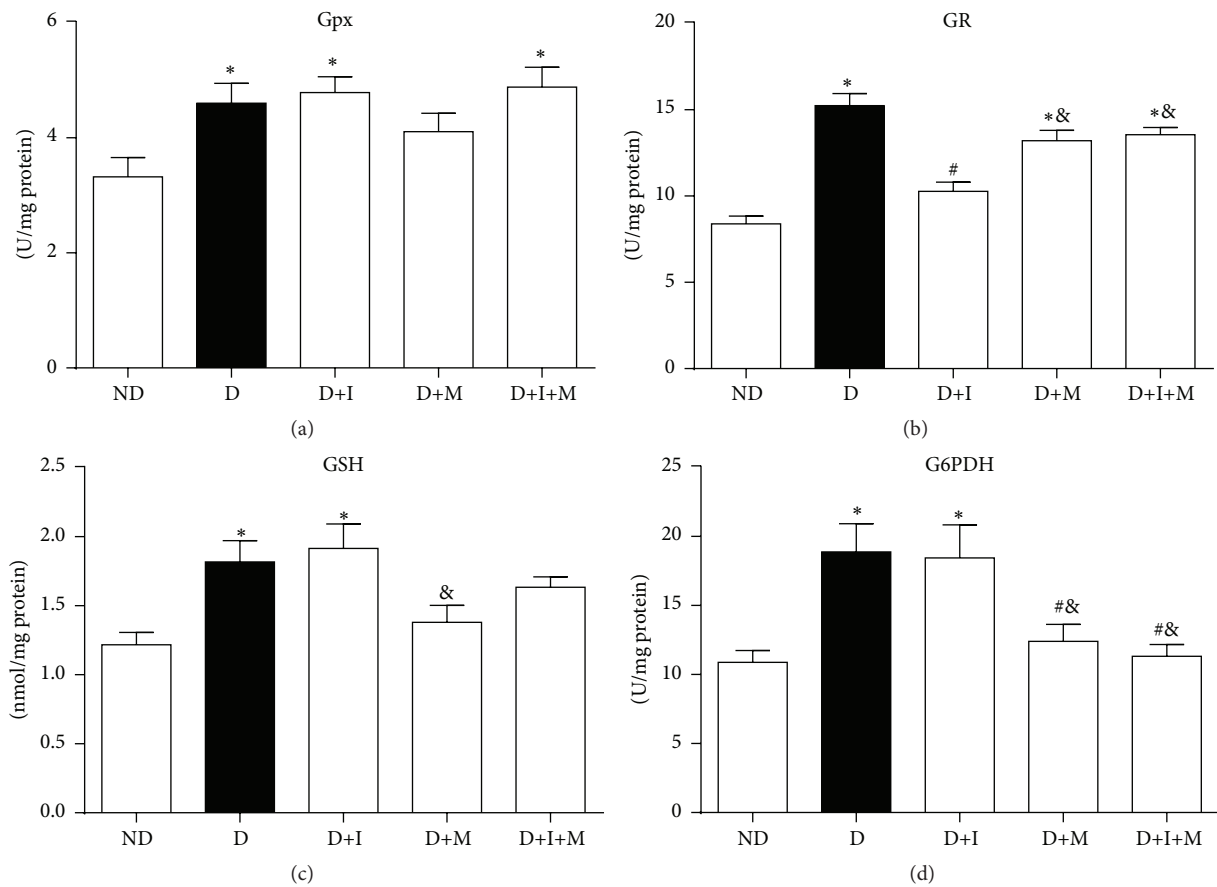 Gpx
6
4
2
0
(U/mg protein)
* * *
ND D D+I D+M D+I+M
(a)
GR
20
15
10
5
0
(U/mg protein)
* # *& *&
ND D D+I D+M D+I+M
(b)
GSH
2.5
2.0
1.5
1.0
0.5
0.0
(nmol/mg protein)
* * &
ND D D+I D+M D+I+M
(c)
G6PDH
25
20
15
10
5
0
(U/mg protein)
* * #& #&
ND D D+I D+M D+I+M
(d)